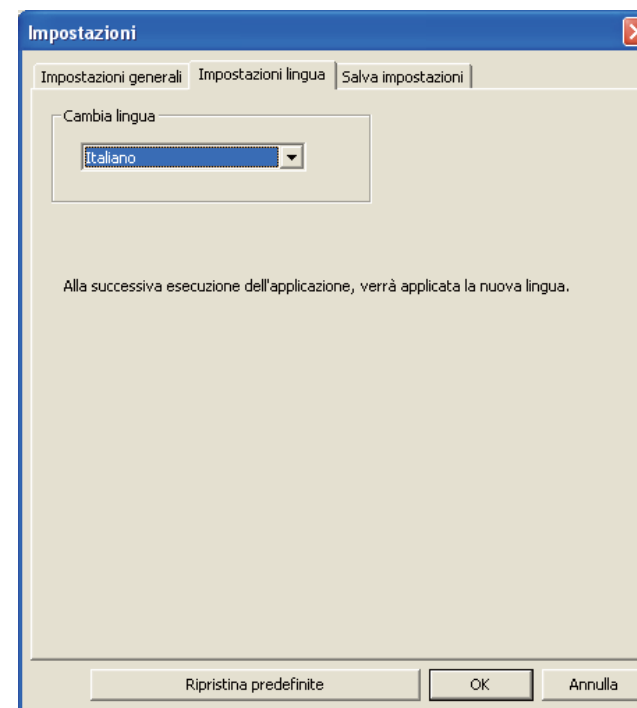 Impostazioni
Impostazioni generali Impostazioni lingua Salva impostazioni
Cambia lingua
Italiano
Alla successiva esecuzione dell'applicazione, verrà applicata la nuova lingua.
Ripristina predefinite OK Annulla